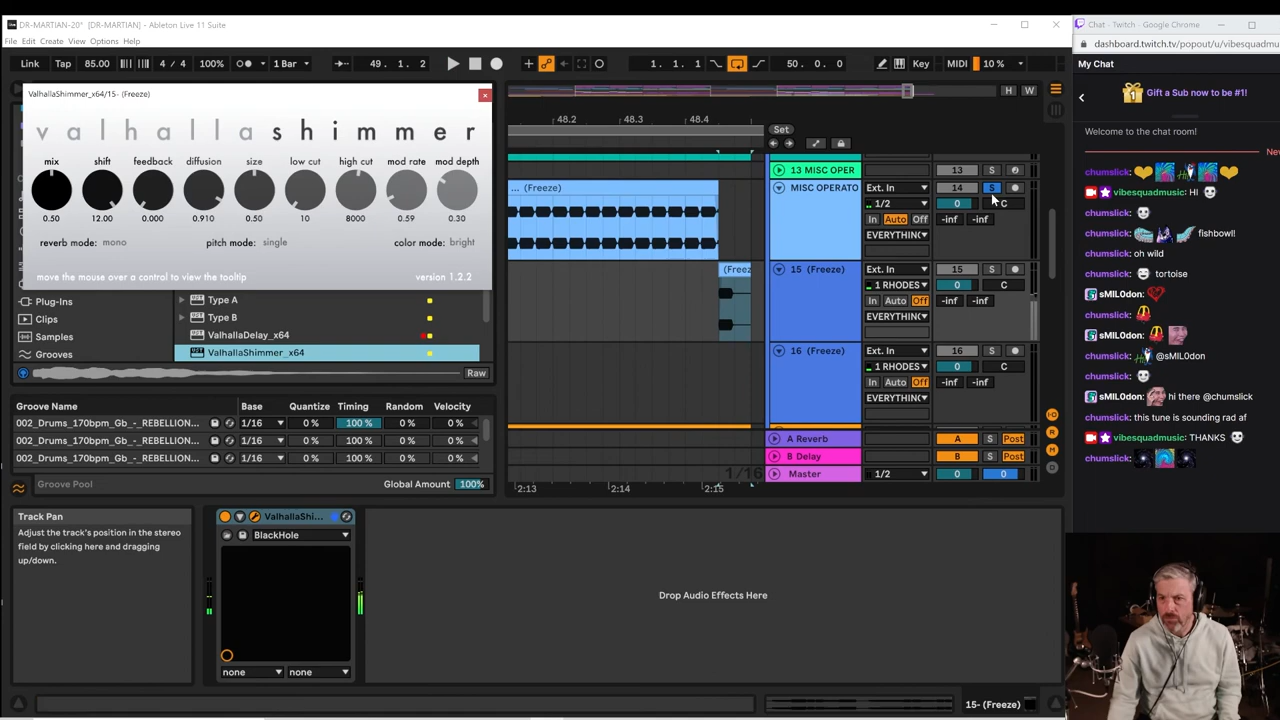 DR-MARTIAN-20* [DR-MARTIAN] - Ableton Live 11 Suite
File Edit Create View Options Help
Link Tap 85.00 4 / 4 100% 1 Bar 49. 1. 2 1. 1. 1 50. 0. 0 Key MIDI 10 %
ValhallaShimmer_x64/15- (Freeze)
valhallashimmer
mix shift feedback diffusion size low cut high cut mod rate mod depth
0.50 12.00 0.000 0.910 0.50 10 8000 0.59 0.30
reverb mode: mono pitch mode: single color mode: bright
move the mouse over a control to view the tooltip version 1.2.2
Plug-Ins
Clips
Samples
Grooves
Type A
Type B
ValhallaDelay_x64
ValhallaShimmer_x64
Raw
Groove Name Base Quantize Timing Random Velocity
002_Drums_170bpm_Gb_-_REBELLION... 1/16 0 % 100 % 0 % 0 %
002_Drums_170bpm_Gb_-_REBELLION... 1/16 0 % 100 % 0 % 0 %
002_Drums_170bpm_Gb_-_REBELLION... 1/16 0 % 100 % 0 % 0 %
Groove Pool Global Amount 100%
H W
48.2 48.3 48.4
Set
... (Freeze)
(Freez
1/16
2:13 2:14 2:15
13 MISC OPER 13 S
MISC OPERATO Ext. In 14 S
1/2 0 C
In Auto Off -inf -inf
EVERYTHING
15 (Freeze) Ext. In 15 S
1 RHODES 0 C
In Auto Off -inf -inf
EVERYTHING
16 (Freeze) Ext. In 16 S
1 RHODES 0 C
In Auto Off -inf -inf
EVERYTHING
A Reverb A S Post
B Delay B S Post
Master 1/2 0 0
Track Pan
Adjust the track's position in the stereo
field by clicking here and dragging
up/down.
ValhallaShi...
BlackHole
none none
Drop Audio Effects Here
15- (Freeze)
Chat - Twitch - Google Chrome
dashboard.twitch.tv/popout/u/vibesquadmu
My Chat
Gift a Sub now to be #1!
Welcome to the chat room!
Nev
chumslick:
vibesquadmusic: HI
chumslick:
chumslick: fishbowl!
chumslick: oh wild
chumslick: tortoise
sMIL0don:
chumslick:
sMIL0don:
chumslick: @sMIL0don
chumslick:
sMIL0don: hi there @chumslick
chumslick: this tune is sounding rad af
vibesquadmusic: THANKS
chumslick: